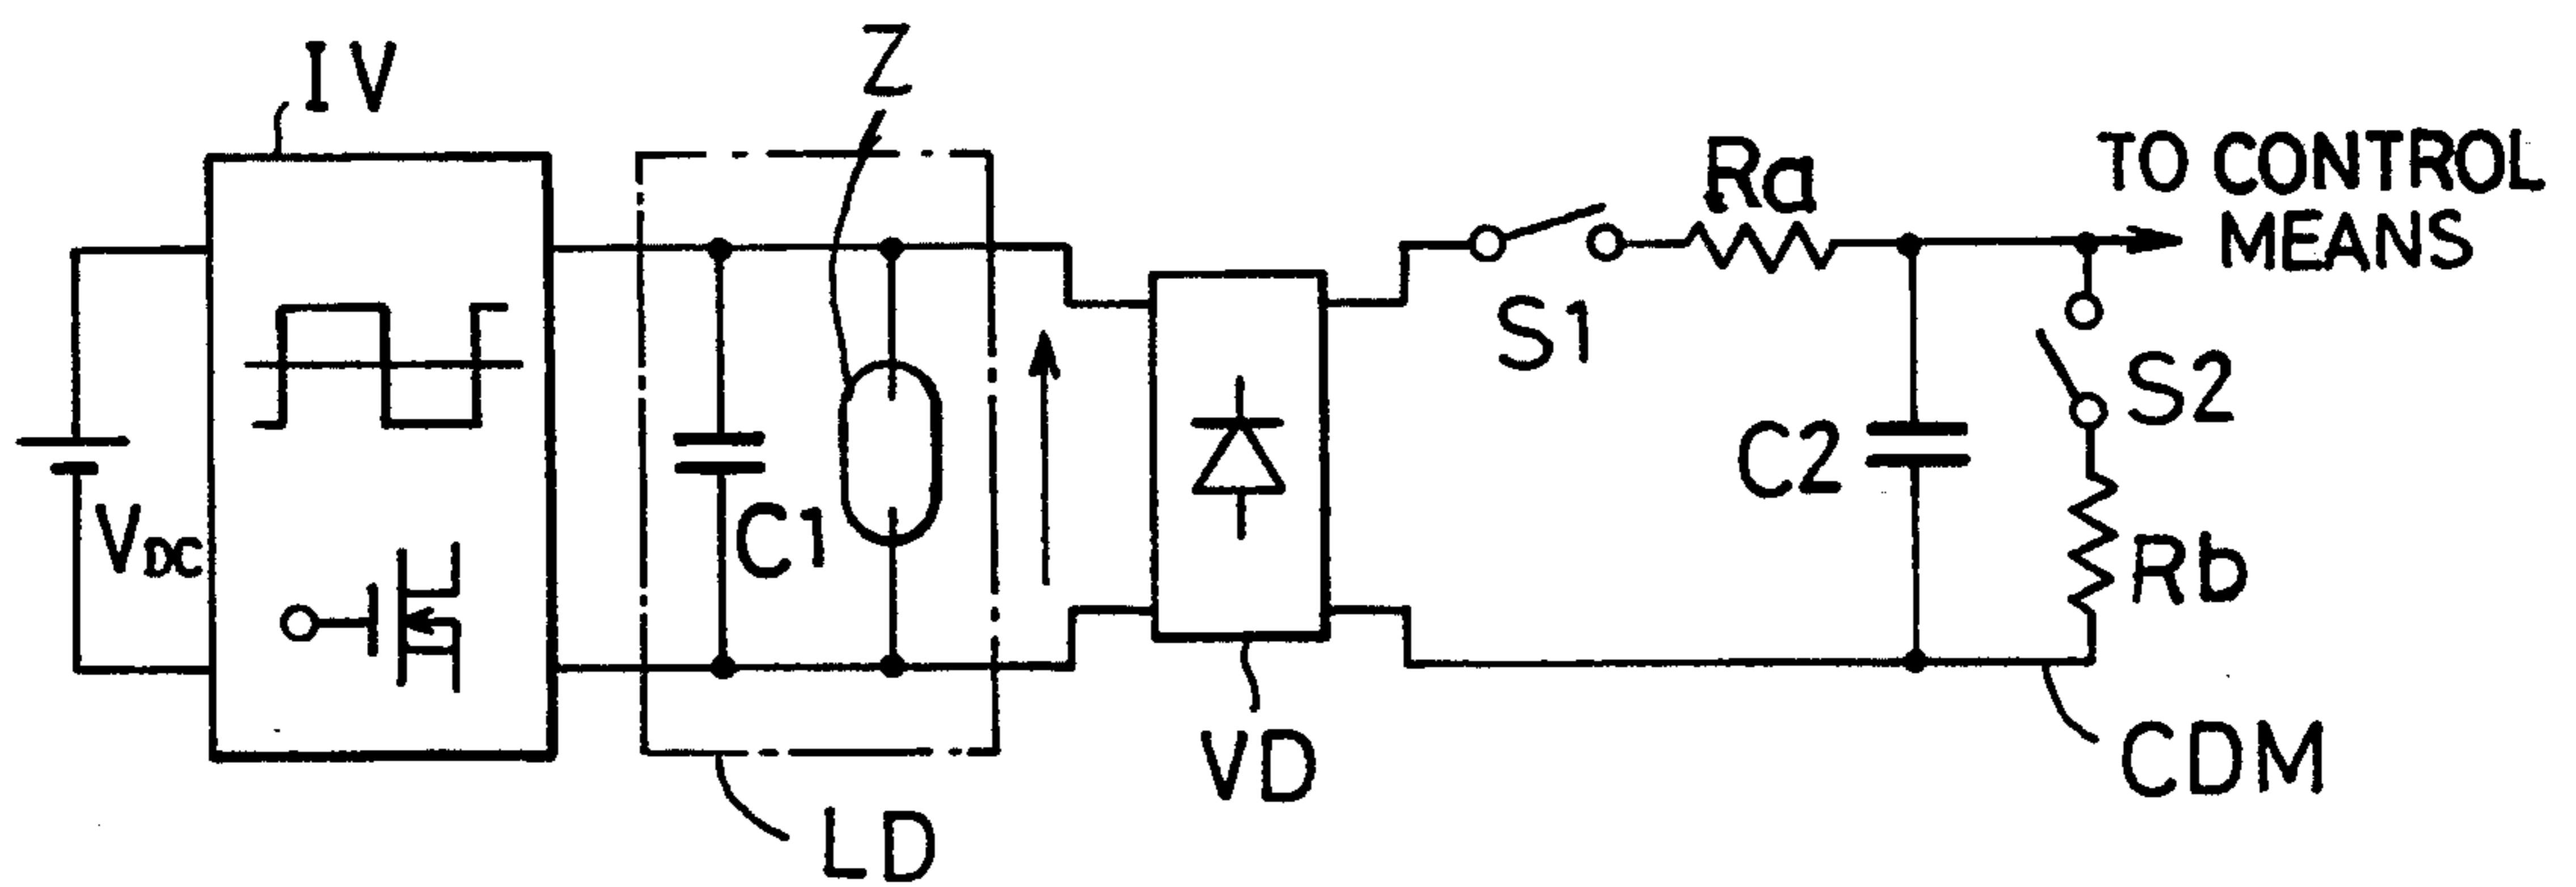 IV
Z
TO CONTROL
MEANS
Ra
S1
S2
C2
VDC
C1
Rb
VD
CDM
LD